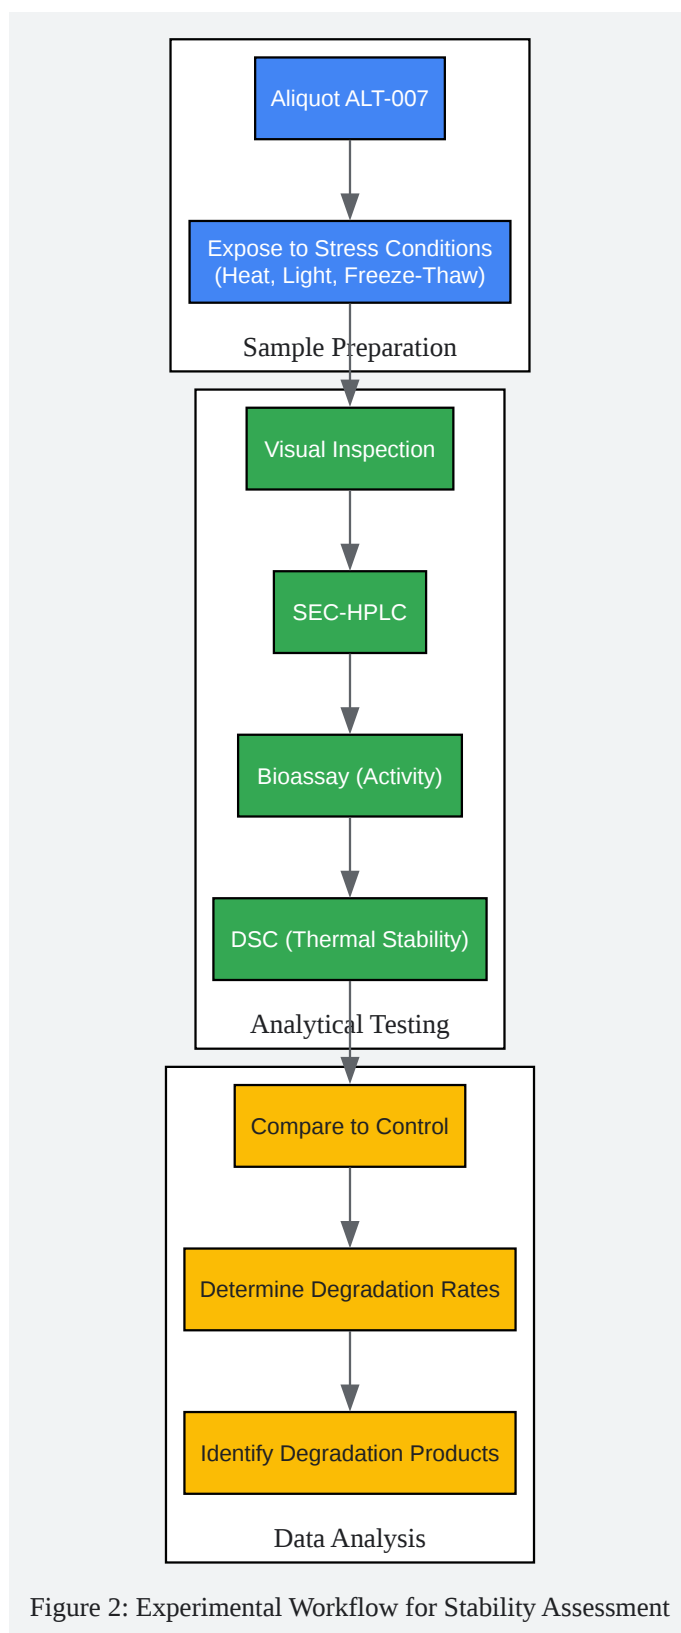 Aliquot ALT-007
Expose to Stress Conditions
(Heat, Light, Freeze-Thaw)
Sample Preparation
Visual Inspection
SEC-HPLC
Bioassay (Activity)
DSC (Thermal Stability)
Analytical Testing
Compare to Control
Determine Degradation Rates
Identify Degradation Products
Data Analysis
Figure 2: Experimental Workflow for Stability Assessment